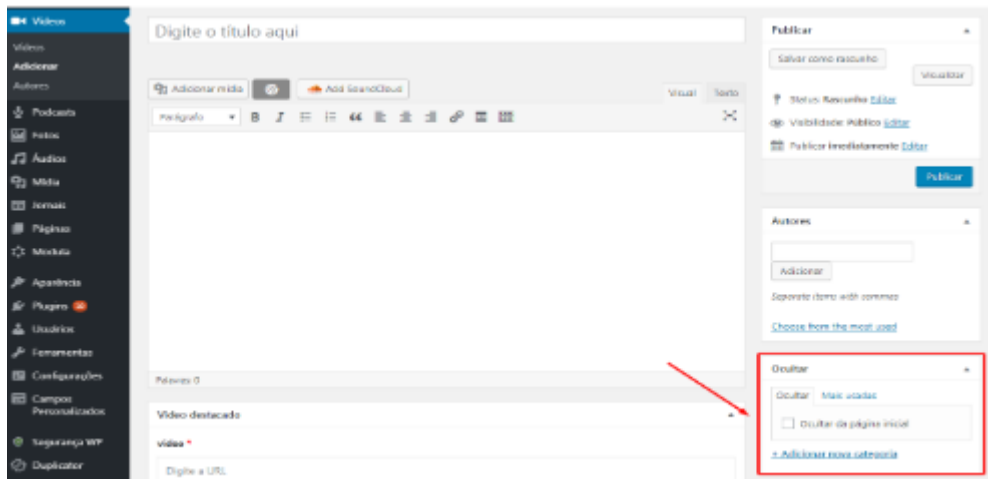 Vídeos
Vídeos
Adicionar
Autores
Podcasts
Fotos
Áudios
Mídia
Jornais
Páginas
Moduta
Aparência
Plugins
Usuários
Ferramentas
Configurações
Campos
Personalizados
Segurança WP
Duplicator
Digite o título aqui
Adicionar mídia
Add SoundCloud
Visual Texto
Parágrafo
B I
Palavras: 0
Vídeo destacado
vídeo *
Digite a URL
Publicar
Salvar como rascunho
Visualizar
Status: Rascunho Editar
Visibilidade: Público Editar
Publicar imediatamente Editar
Publicar
Autores
Adicionar
Separate items with commas
Choose from the most used
Ocultar
Ocultar Mais usadas
Ocultar da página inicial
+ Adicionar nova categoria